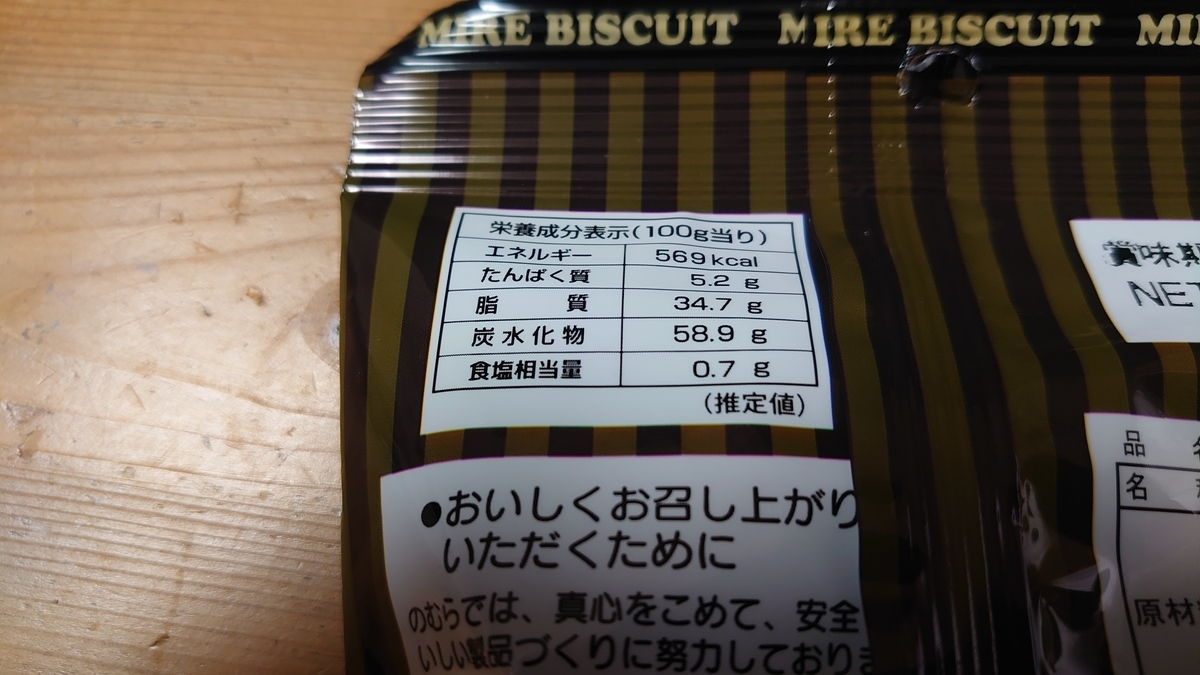 MIRE BISCUIT MIRE BISCUIT MI
栄養成分表示(100g当り)
エネルギー 569kcal
たんぱく質 5.2 g
脂質 34.7 g
炭水化物 58.9 g
食塩相当量 0.7 g
(推定値)
●おいしくお召し上がり
いただくために
のむらでは、真心をこめて、安全
いしい製品づくりに努力しており
賞味期
NET
品
名
原材